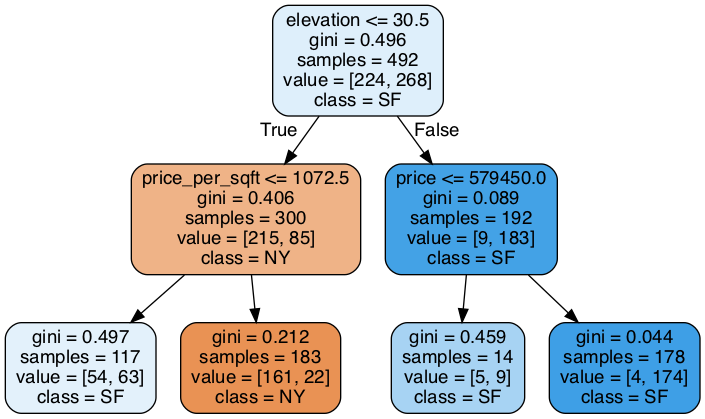 elevation <= 30.5
gini = 0.496
samples = 492
value = [224, 268]
class = SF
True
False
price_per_sqft <= 1072.5
gini = 0.406
samples = 300
value = [215, 85]
class = NY
price <= 579450.0
gini = 0.089
samples = 192
value = [9, 183]
class = SF
gini = 0.497
samples = 117
value = [54, 63]
class = SF
gini = 0.212
samples = 183
value = [161, 22]
class = NY
gini = 0.459
samples = 14
value = [5, 9]
class = SF
gini = 0.044
samples = 178
value = [4, 174]
class = SF